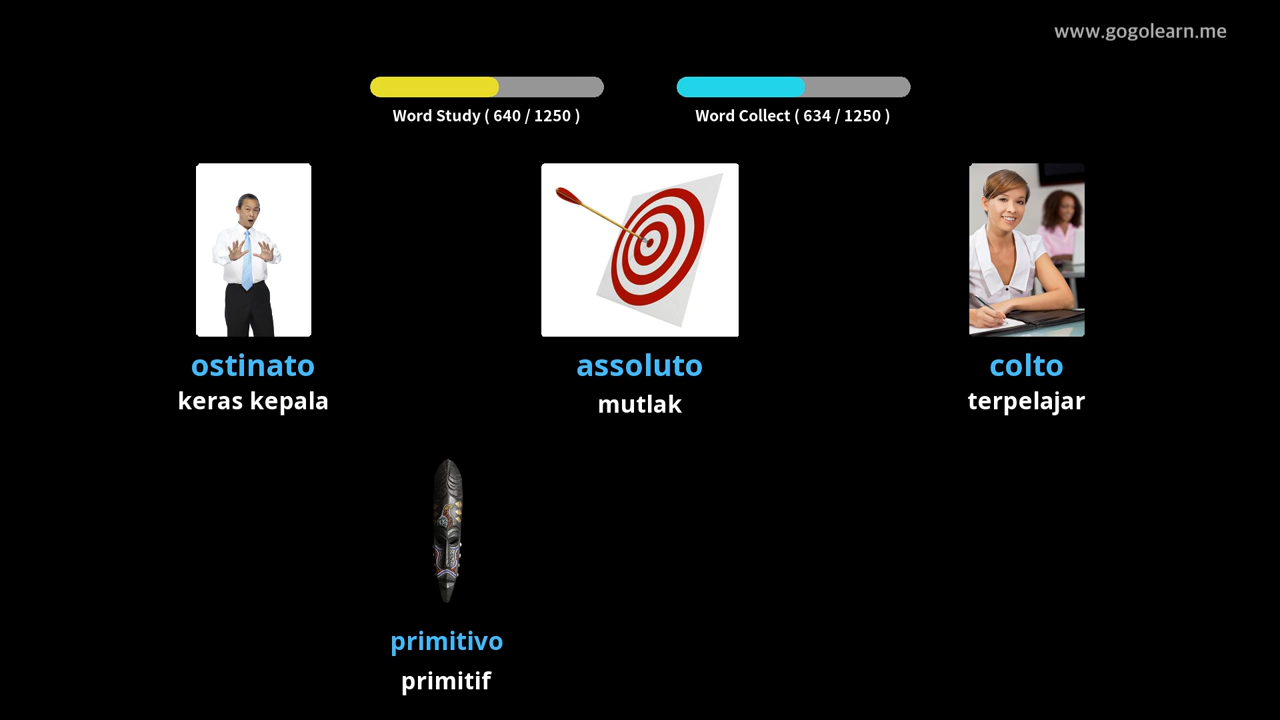 www.gogolearn.me
Word Study ( 640 / 1250 )
Word Collect ( 634 / 1250 )
ostinato
keras kepala
assoluto
mutlak
colto
terpelajar
primitivo
primitif